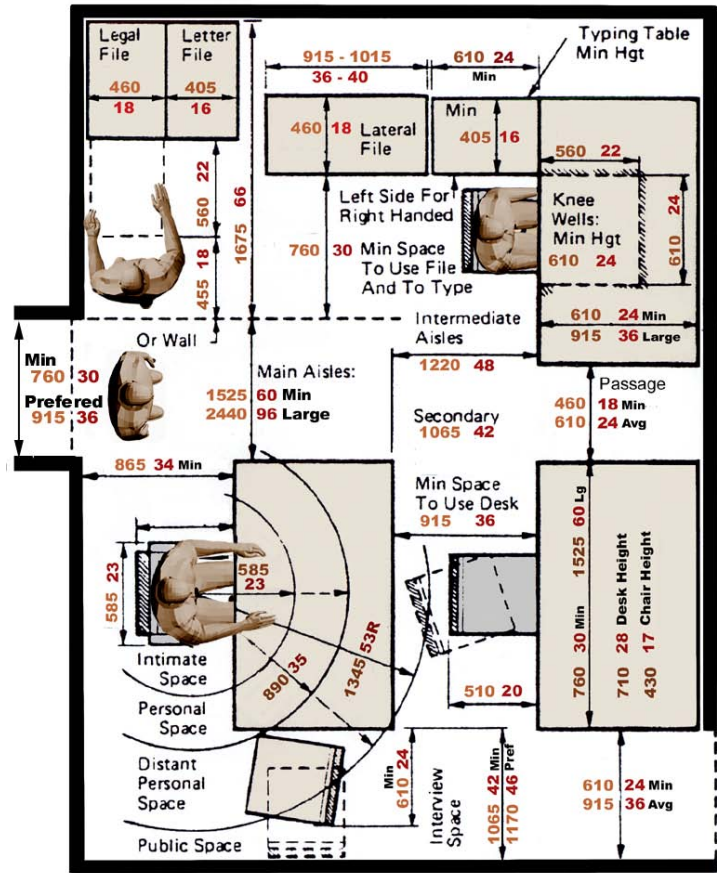 Legal
File
Letter
File
460
18
405
16
915 - 1015
36 - 40
610 24
Min
Typing Table
Min Hgt
460 18
Lateral
File
Min
405 16
560 22
560 22
455 18
1675 66
Left Side For
Right Handed
760 30
Min Space
To Use File
And To Type
Knee
Wells:
Min Hgt
610 24
610 24
610 24 Min
915 36 Large
Or Wall
Min
760 30
Prefered
915 36
Main Aisles:
1525 60 Min
2440 96 Large
Intermediate
Aisles
1220 48
Secondary
1065 42
Passage
460 18 Min
610 24 Avg
865 34 Min
Min Space
To Use Desk
915 36
585 23
585
23
890 35
1345 53R
Intimate
Space
Personal
Space
Distant
Personal
Space
Public Space
510 20
760 30 Min
1525 60 Lg
710 28 Desk Height
430 17 Chair Height
Min
610 24
Interview
Space
1065 42 Min
1170 46 Pref
610 24 Min
915 36 Avg